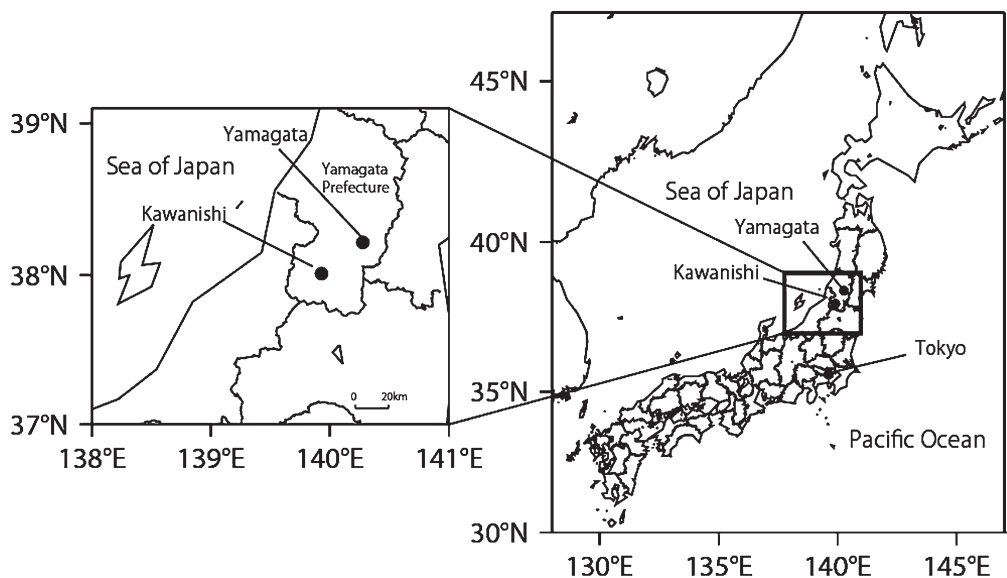 39°N
38°N
37°N
138°E
139°E
140°E
141°E
Yamagata
Sea of Japan
Yamagata
Prefecture
Kawanishi
0 20km
45°N
40°N
35°N
30°N
130°E
135°E
140°E
145°E
Sea of Japan
Yamagata
Kawanishi
Tokyo
Pacific Ocean